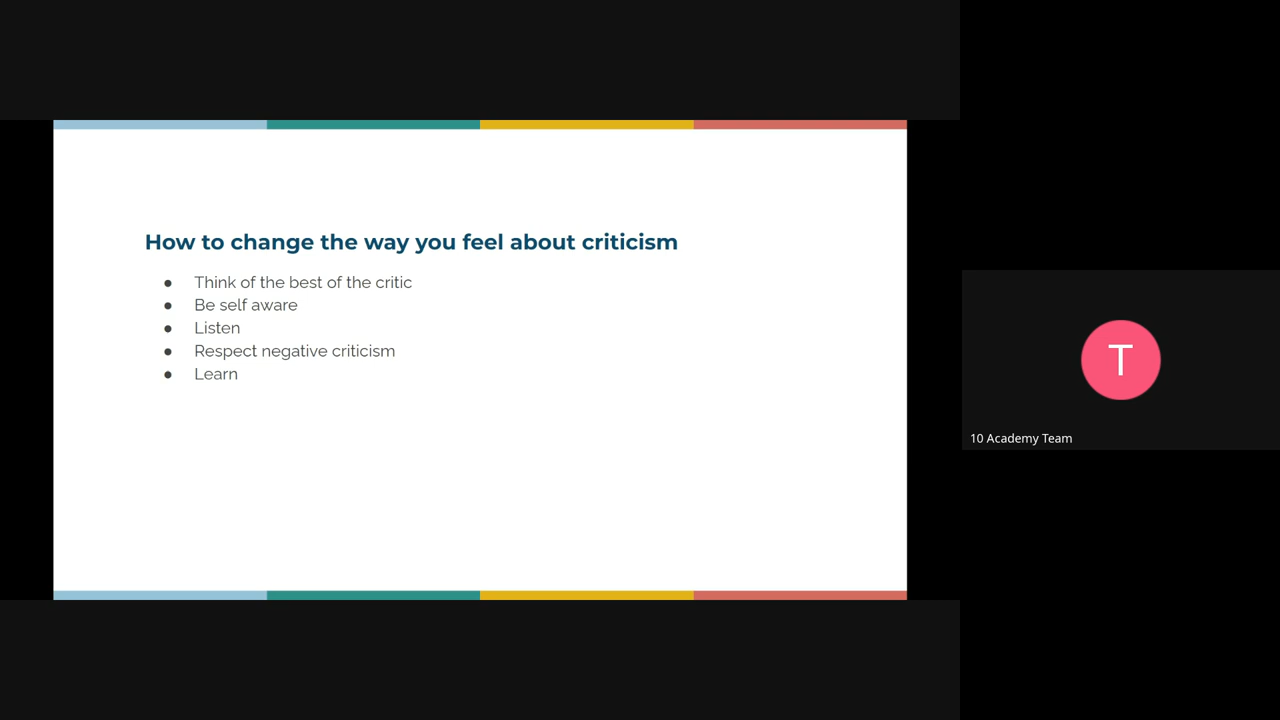 How to change the way you feel about criticism
● Think of the best of the critic
● Be self aware
● Listen
● Respect negative criticism
● Learn
T
10 Academy Team